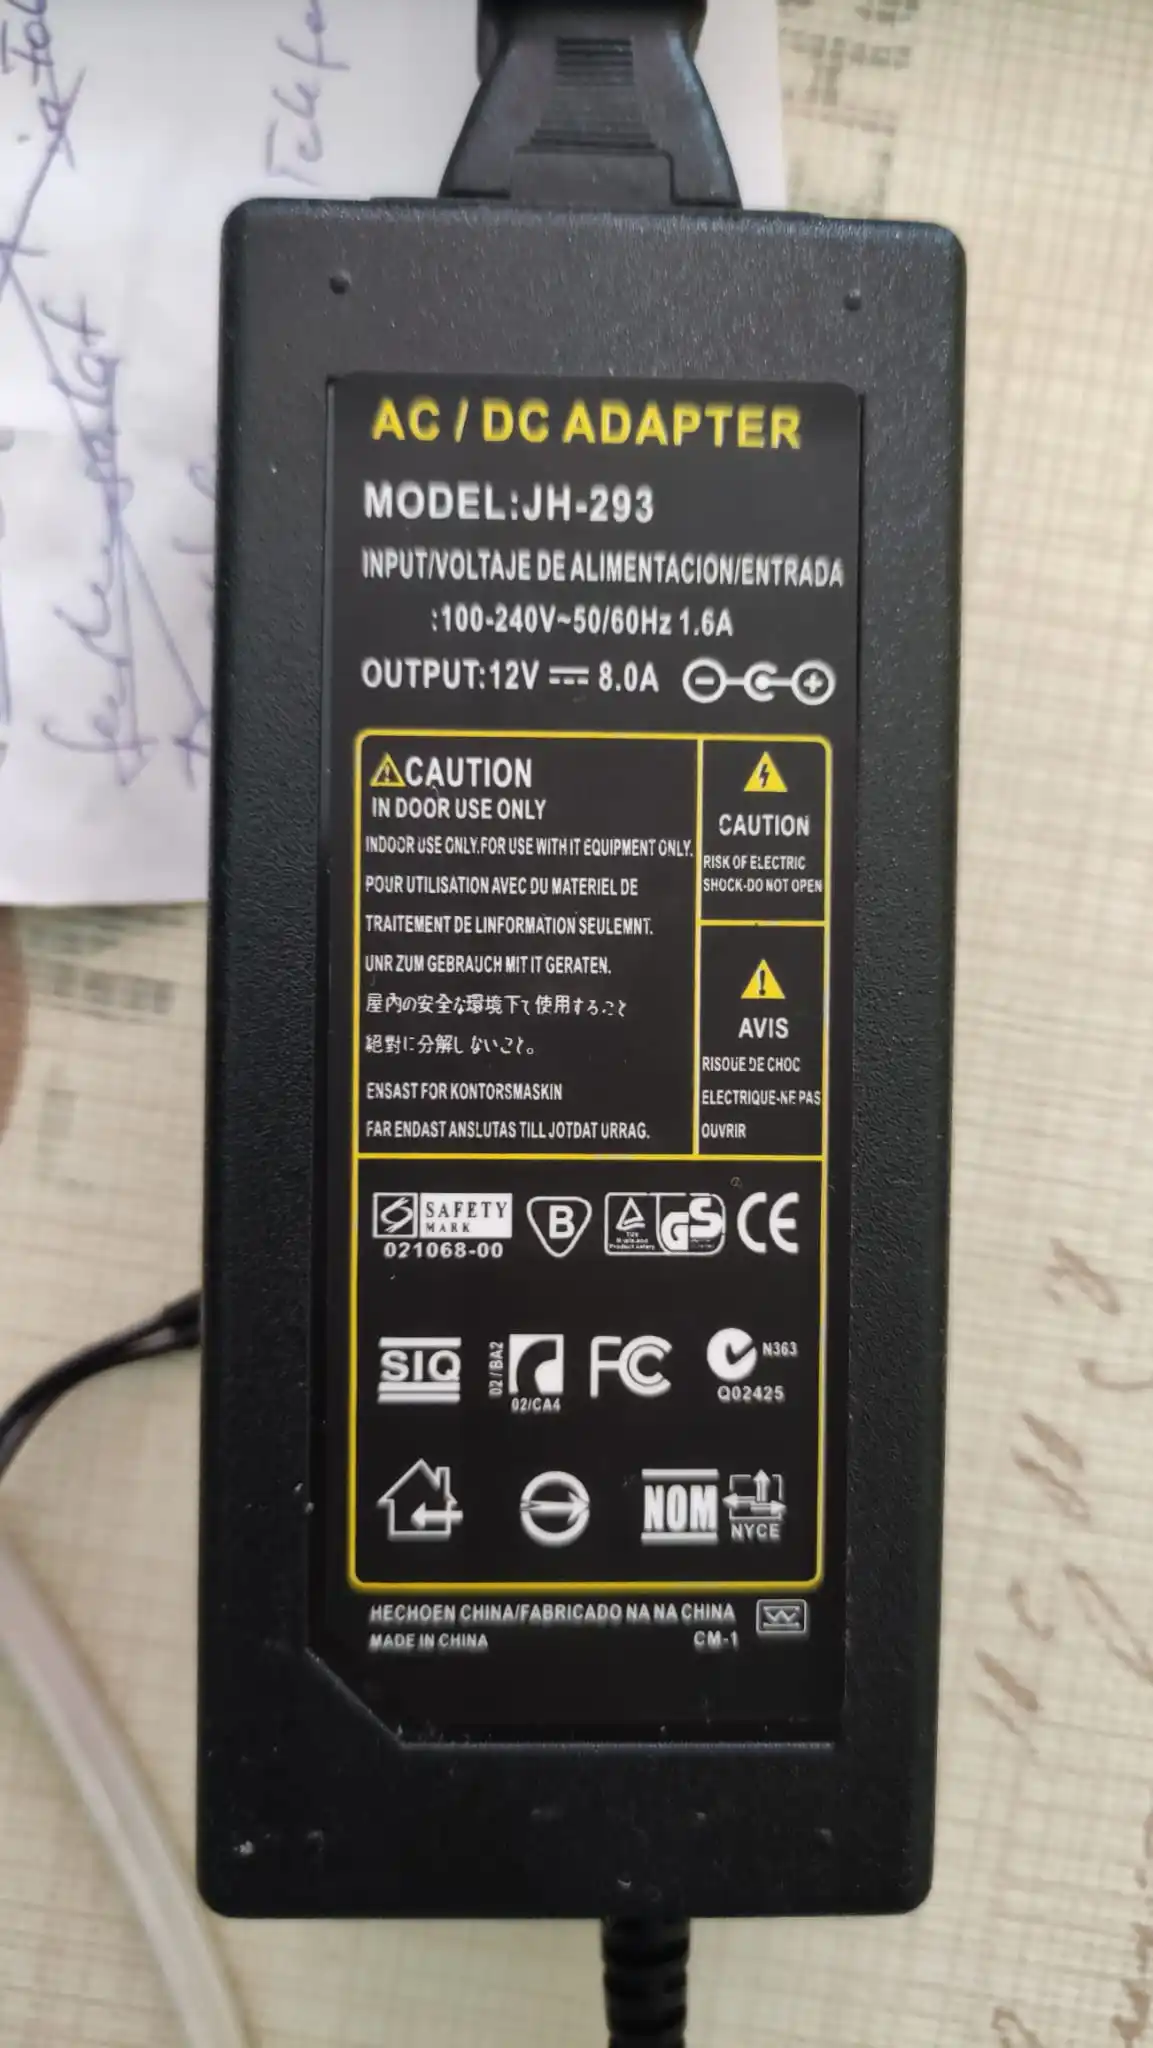 AC / DC ADAPTER
MODEL:JH-293
INPUT/VOLTAJE DE ALIMENTACION/ENTRADA
:100-240V~50/60Hz 1.6A
OUTPUT:12V ⎓ 8.0A
CAUTION
IN DOOR USE ONLY
INDOOR USE ONLY.FOR USE WITH IT EQUIPMENT ONLY.
POUR UTILISATION AVEC DU MATERIEL DE
TRAITEMENT DE LINFORMATION SEULEMNT.
UNR ZUM GEBRAUCH MIT IT GERATEN.
屋内の安全な環境下て使用すること
絕對に分解しないこと。
ENSAST FOR KONTORSMASKIN
FAR ENDAST ANSLUTAS TILL JOTDAT URRAG.
CAUTION
RISK OF ELECTRIC
SHOCK-DO NOT OPEN
AVIS
RISOUE DE CHOC
ELECTRIQUE-NE PAS
OUVRIR
SAFETY
MARK
021068-00
B
GS
CE
SIQ
02/BA2
02/CA4
FC
N363
Q02425
NOM
NYCE
HECHOEN CHINA/FABRICADO NA NA CHINA
MADE IN CHINA
CM-1